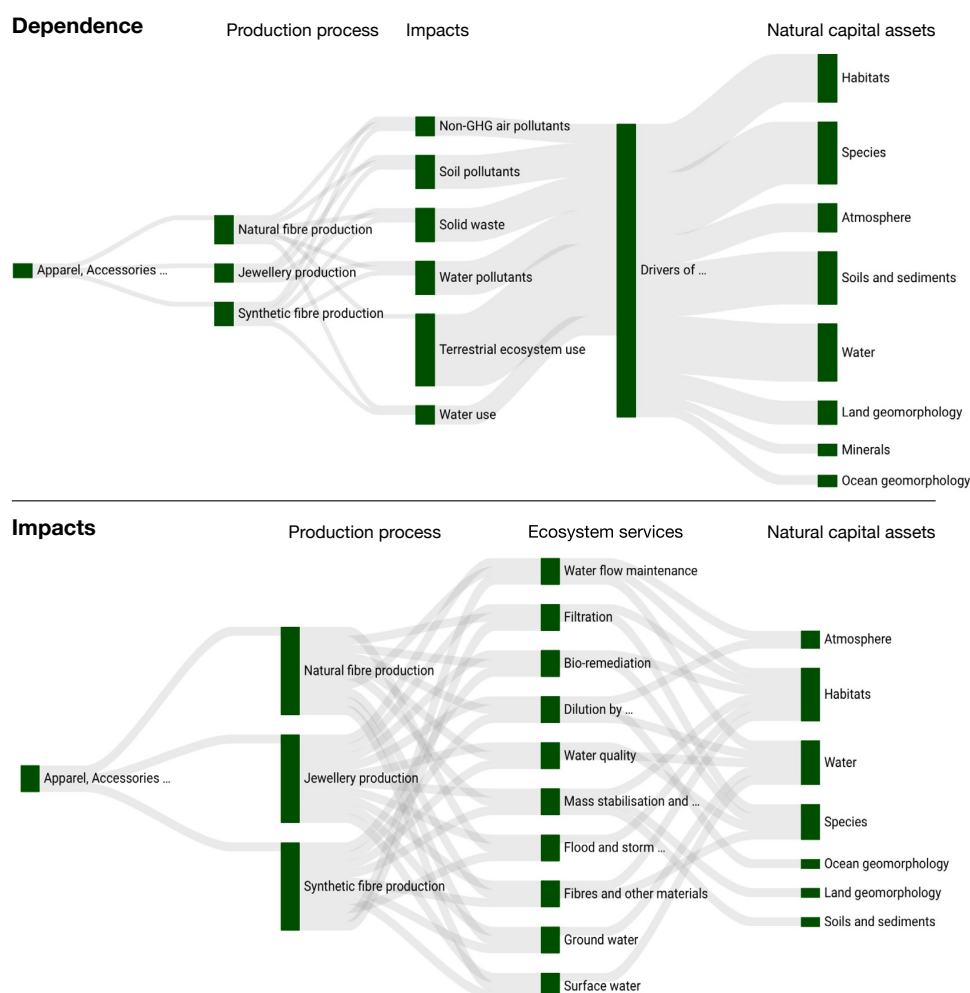 Dependence
Production process
Impacts
Natural capital assets
Habitats
Non-GHG air pollutants
Species
Soil pollutants
Atmosphere
Natural fibre production
Solid waste
Apparel, Accessories ...
Jewellery production
Water pollutants
Drivers of ...
Soils and sediments
Synthetic fibre production
Terrestrial ecosystem use
Water
Water use
Land geomorphology
Minerals
Ocean geomorphology
Impacts
Production process
Ecosystem services
Natural capital assets
Water flow maintenance
Filtration
Atmosphere
Natural fibre production
Bio-remediation
Habitats
Dilution by ...
Apparel, Accessories ...
Jewellery production
Water quality
Water
Mass stabilisation and ...
Species
Flood and storm ...
Ocean geomorphology
Synthetic fibre production
Fibres and other materials
Land geomorphology
Soils and sediments
Ground water
Surface water